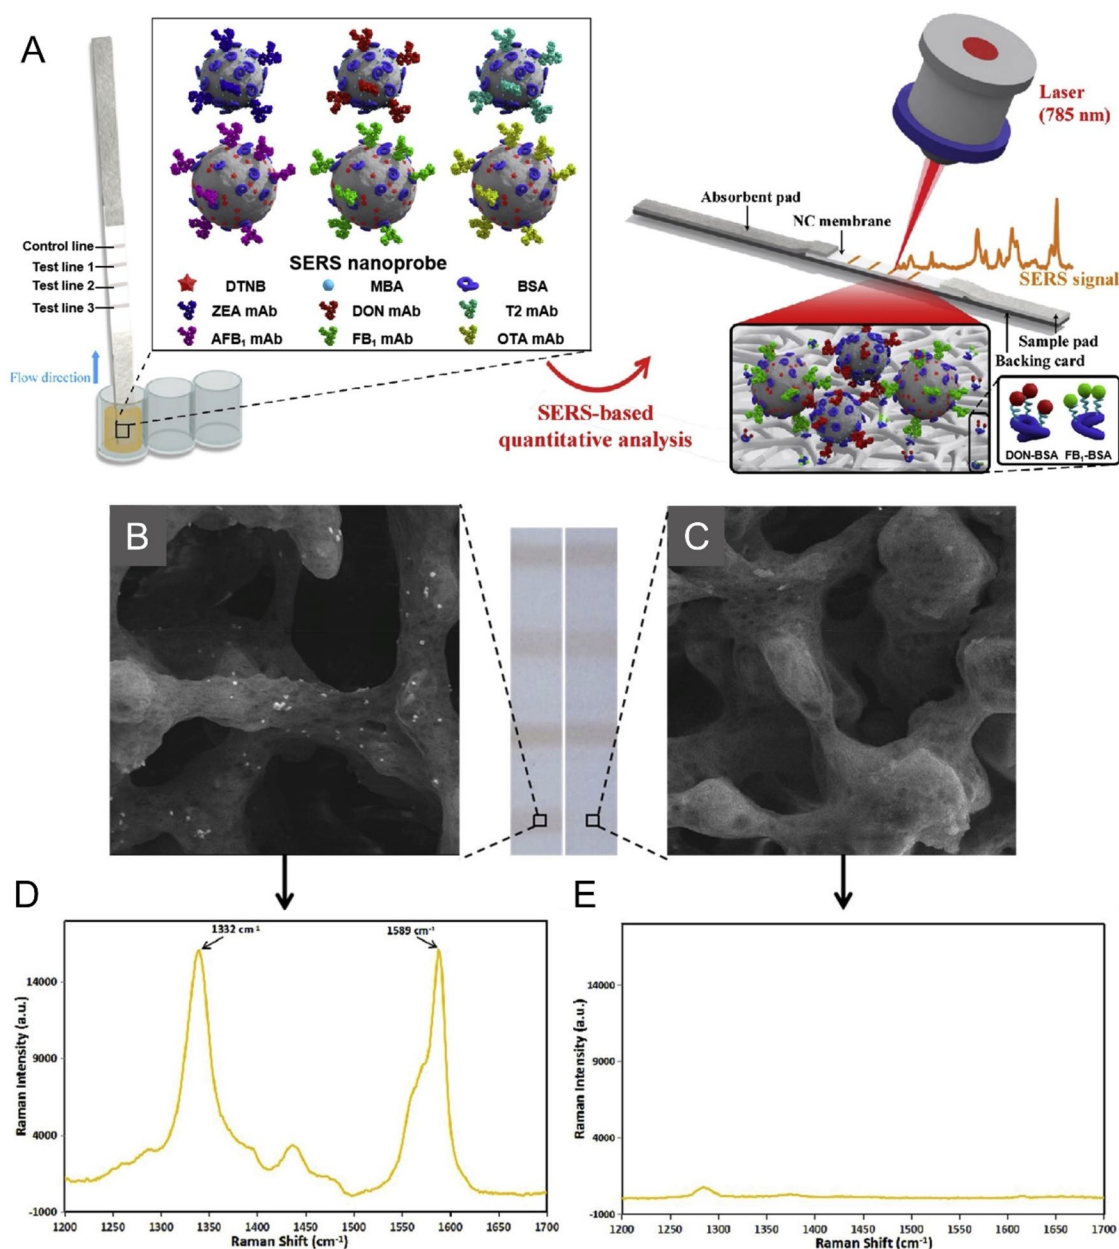 A
Control line
Test line 1
Test line 2
Test line 3
Flow direction
SERS nanoprobe
DTNB
MBA
BSA
ZEA mAb
DON mAb
T2 mAb
AFB₁ mAb
FB₁ mAb
OTA mAb
SERS-based
quantitative analysis
Laser
(785 nm)
Absorbent pad
NC membrane
SERS signal
Sample pad
Backing card
DON-BSA
FB₁-BSA
B
C
D
1332 cm⁻¹
1589 cm⁻¹
14000
9000
4000
-1000
Raman Intensity (a.u.)
1200 1250 1300 1350 1400 1450 1500 1550 1600 1650 1700
Raman Shift (cm⁻¹)
E
14000
9000
4000
-1000
Raman Intensity (a.u.)
1200 1250 1300 1350 1400 1450 1500 1550 1600 1650 1700
Raman Shift (cm⁻¹)